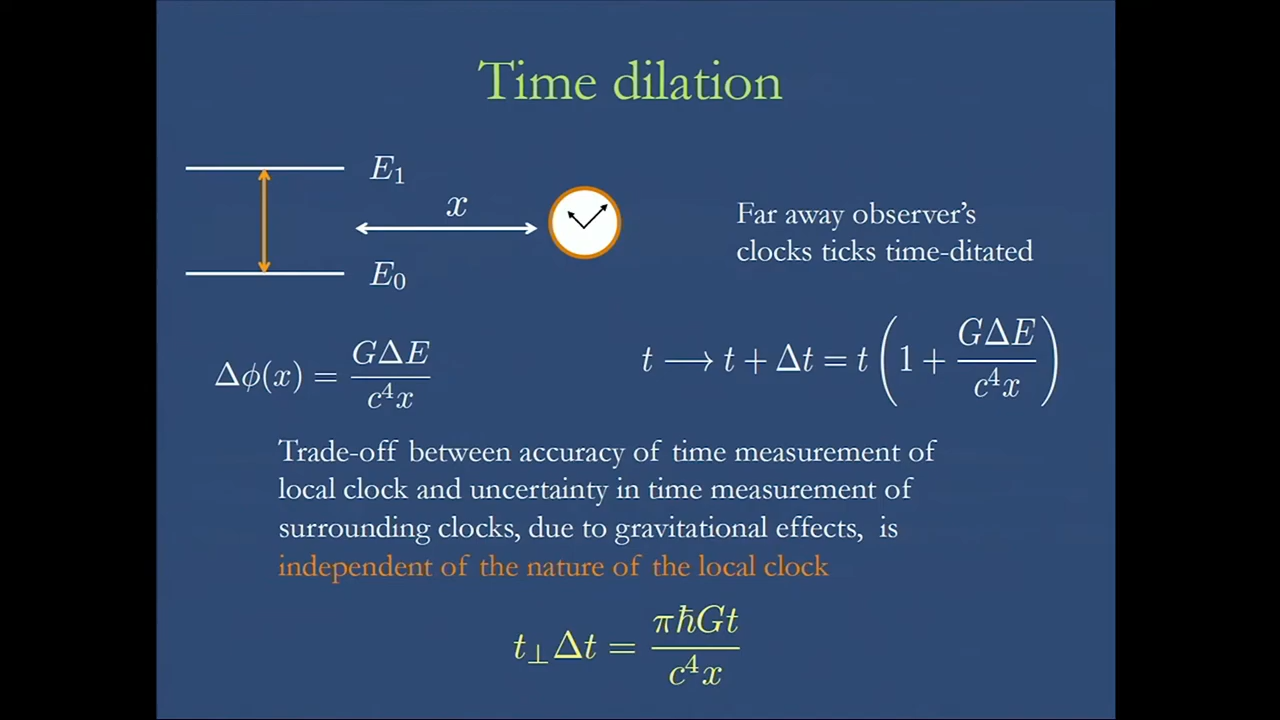 Time dilation
E₁
x
E₀
Far away observer's
clocks ticks time-ditated
Δϕ(x) = GΔE / c⁴x
t ⟶ t + Δt = t (1 + GΔE / c⁴x)
Trade-off between accuracy of time measurement of
local clock and uncertainty in time measurement of
surrounding clocks, due to gravitational effects, is
independent of the nature of the local clock
t⊥Δt = πħGt / c⁴x